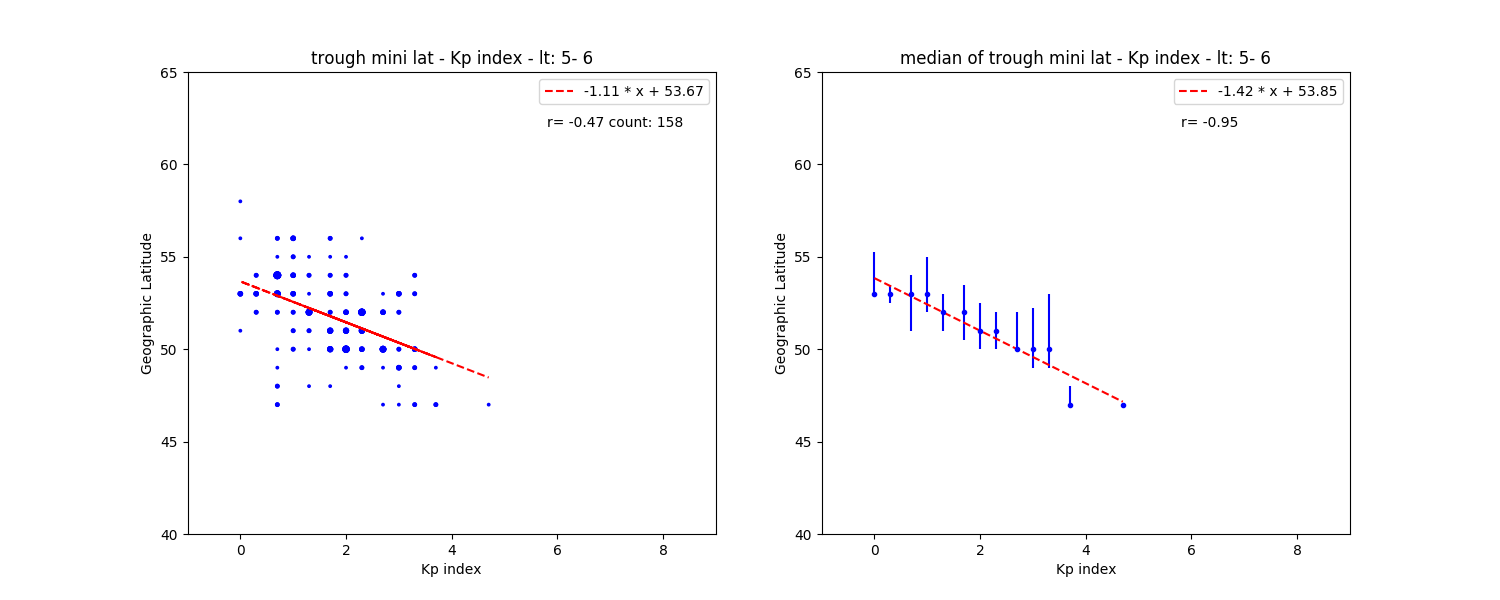 trough mini lat - Kp index - lt: 5- 6
-1.11 * x + 53.67
r= -0.47 count: 158
65
60
55
50
45
40
Geographic Latitude
0 2 4 6 8
Kp index
median of trough mini lat - Kp index - lt: 5- 6
-1.42 * x + 53.85
r= -0.95
65
60
55
50
45
40
Geographic Latitude
0 2 4 6 8
Kp index